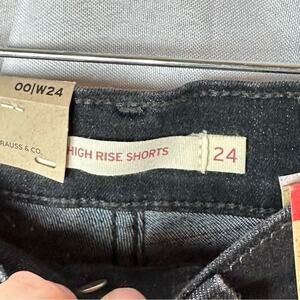 00|W24
RAUSS & CO.
HIGH RISE SHORTS
24